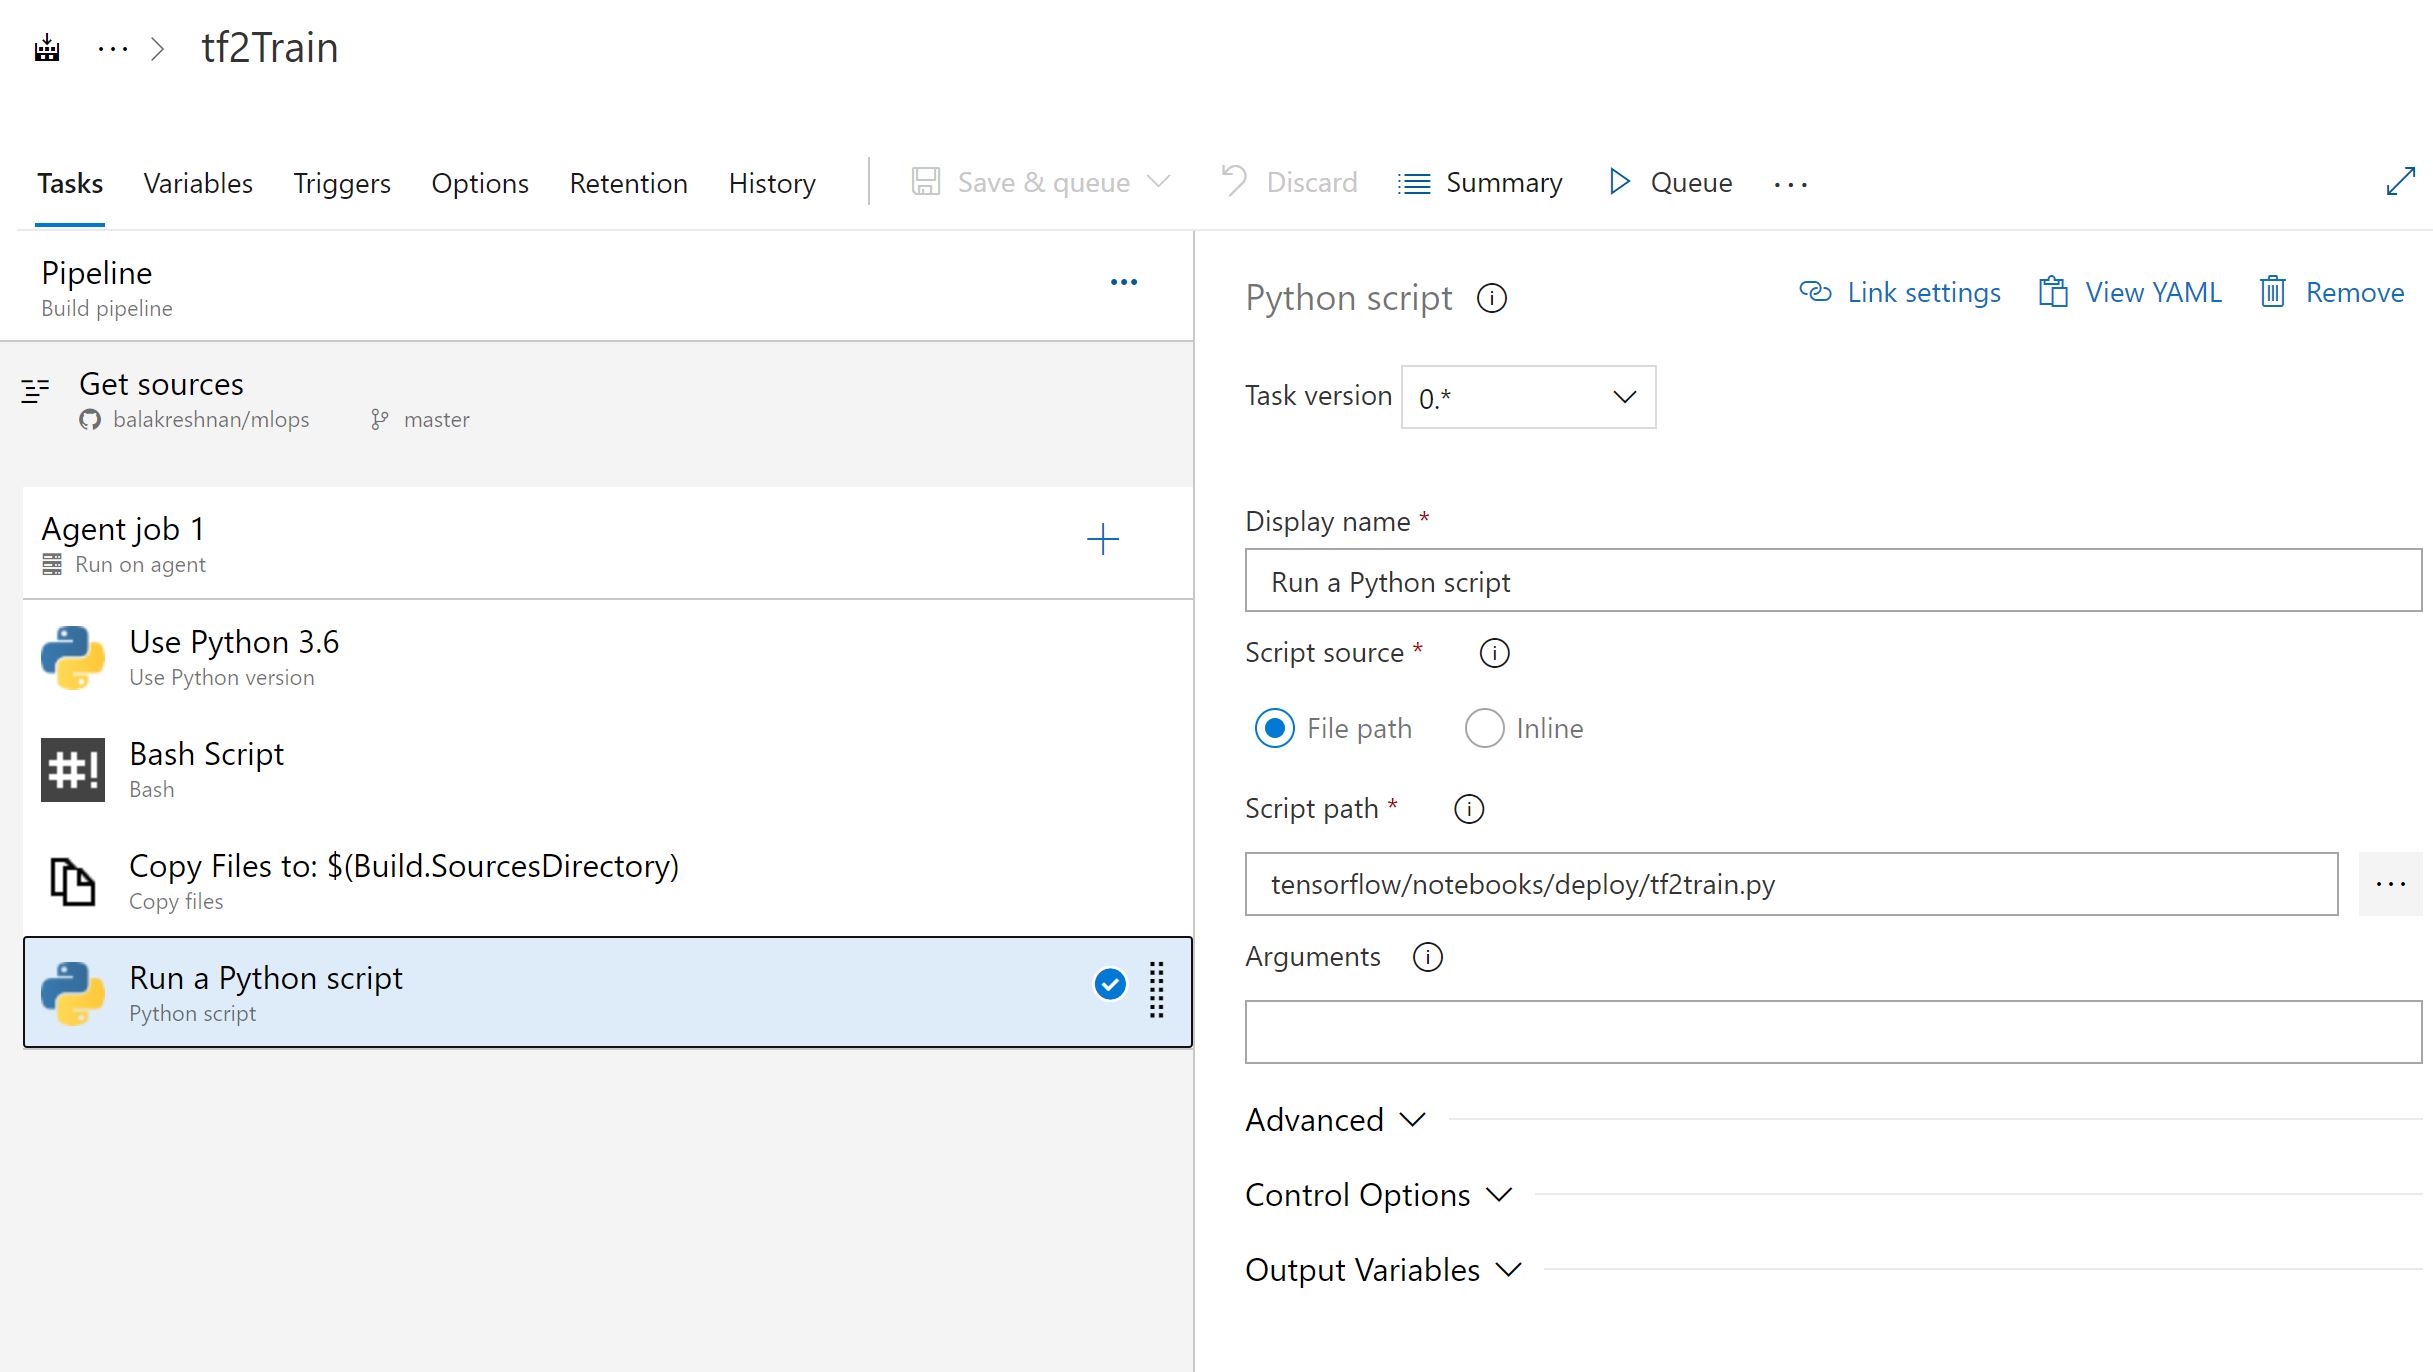 tf2Train
Tasks Variables Triggers Options Retention History Save & queue Discard Summary Queue
Pipeline
Build pipeline
Get sources
balakreshnan/mlops master
Agent job 1
Run on agent
Use Python 3.6
Use Python version
#!
Bash Script
Bash
Copy Files to: $(Build.SourcesDirectory)
Copy files
Run a Python script
Python script
Python script Link settings View YAML Remove
Task version 0.*
Display name *
Run a Python script
Script source *
File path Inline
Script path *
tensorflow/notebooks/deploy/tf2train.py
Arguments
Advanced
Control Options
Output Variables